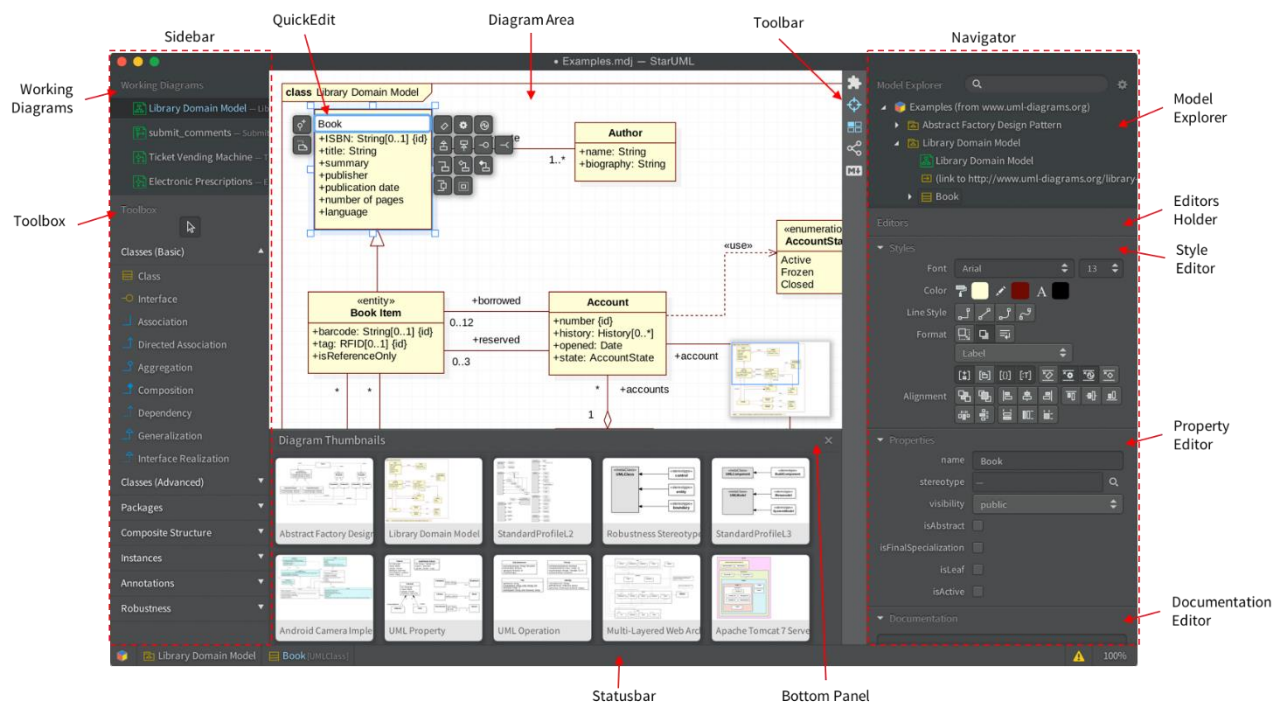 QuickEdit
Diagram Area
Toolbar
Sidebar
Navigator
Working
Diagrams
Toolbox
Model
Explorer
Editors
Holder
Style
Editor
Property
Editor
Documentation
Editor
Statusbar
Bottom Panel
• Examples.mdj — StarUML
Working Diagrams
Library Domain Model — Lib
submit_comments — Submit
Ticket Vending Machine —
Electronic Prescriptions —
Toolbox
Classes (Basic)
Class
Interface
Association
Directed Association
Aggregation
Composition
Dependency
Generalization
Interface Realization
Classes (Advanced)
Packages
Composite Structure
Instances
Annotations
Robustness
class Library Domain Model
Book
+ISBN: String[0..1] {id}
+title: String
+summary
+publisher
+publication date
+number of pages
+language
1..*
Author
+name: String
+biography: String
«use»
«enumeratio
AccountSta
Active
Frozen
Closed
«entity»
Book Item
+barcode: String[0..1] {id}
+tag: RFID[0..1] {id}
+isReferenceOnly
+borrowed
0..12
+reserved
0..3
Account
+number {id}
+history: History[0..*]
+opened: Date
+state: AccountState
+account
* *
*
+accounts
1
Diagram Thumbnails
Abstract Factory Design
Library Domain Model
StandardProfileL2
Robustness Stereotype
StandardProfileL3
Android Camera Imple
UML Property
UML Operation
Multi-Layered Web Arc
Apache Tomcat 7 Serve
M
Model Explorer
Examples (from www.uml-diagrams.org)
Abstract Factory Design Pattern
Library Domain Model
Library Domain Model
(link to http://www.uml-diagrams.org/library
Book
Editors
Styles
Font Arial 13
Color A
Line Style
Format
Label
Alignment
Properties
name Book
stereotype —
visibility public
isAbstract
isFinalSpecialization
isLeaf
isActive
Documentation
Library Domain Model Book [UMLClass] 100%